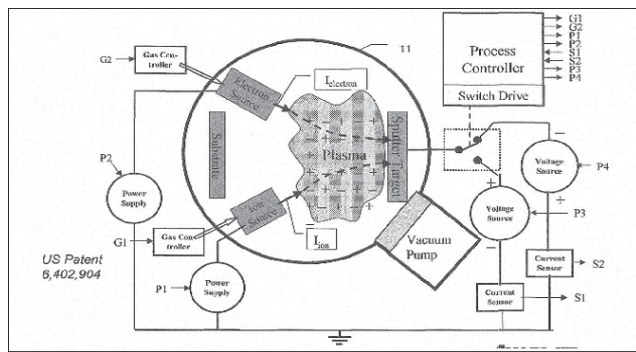 G2
Gas Con-
troller
11
Electron
Source
Ielectron
Process
Controller
Switch Drive
G1
G2
P1
P2
S1
S2
P3
P4
Substrate
Plasma
Sputter Target
P2
Power
Supply
Ion
Source
Iion
G1
Gas Con-
troller
Vacuum
Pump
Voltage
Source
P4
Voltage
Source
P3
US Patent
6,402,904
P1
Power
Supply
Current
Sensor
S2
Current
Sensor
S1